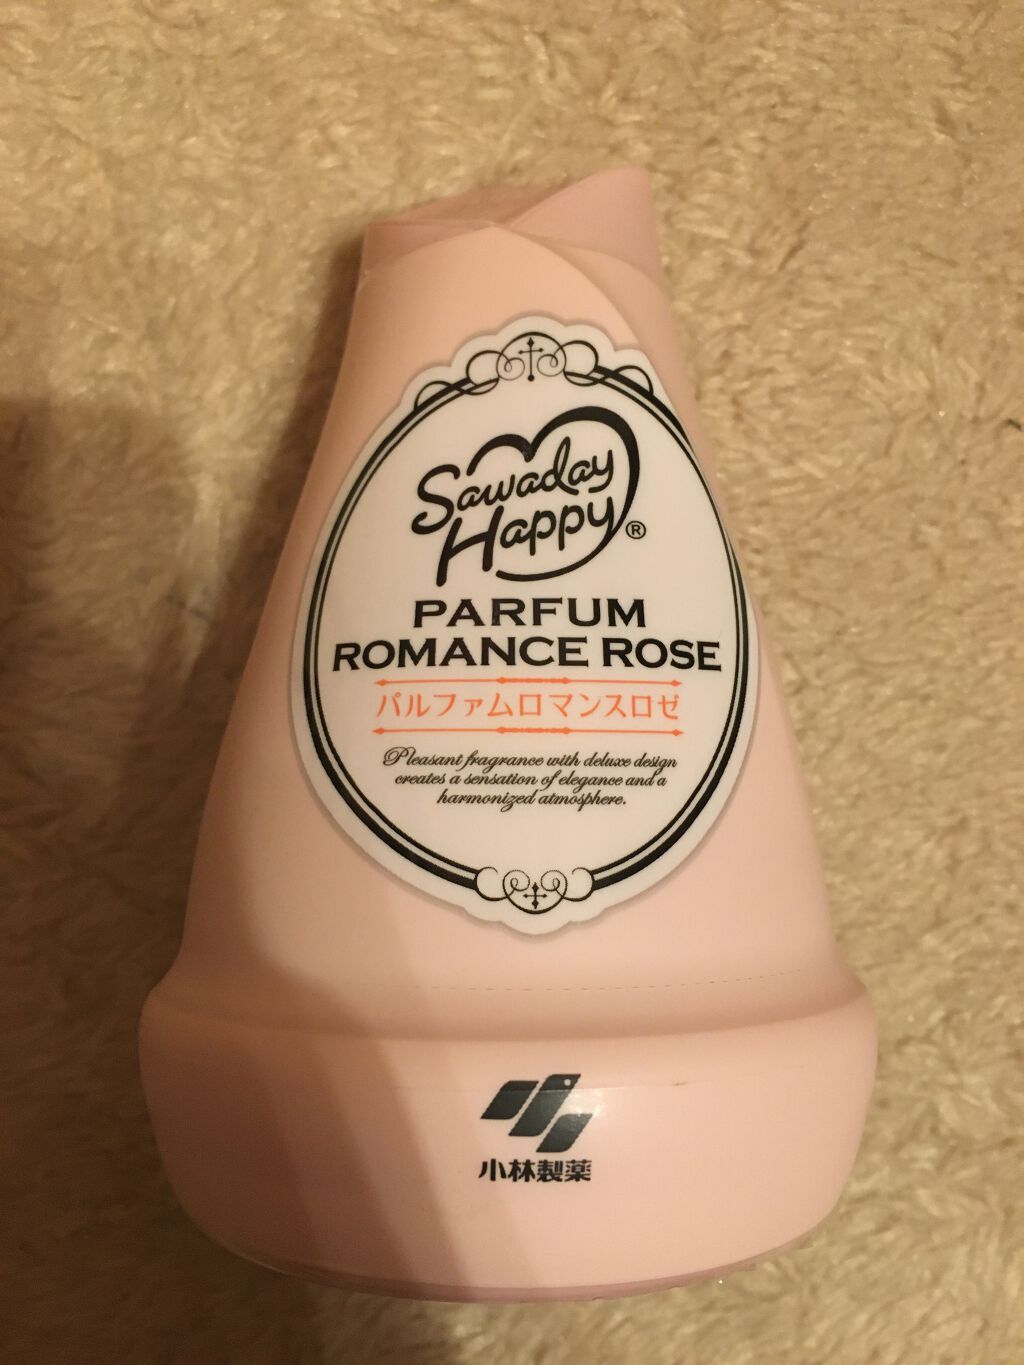 Sawaday
Happy®
PARFUM
ROMANCE ROSE
パルファムロマンスロゼ
Pleasant fragrance with deluxe design
creates a sensation of elegance and a
harmonized atmosphere.
小林製薬